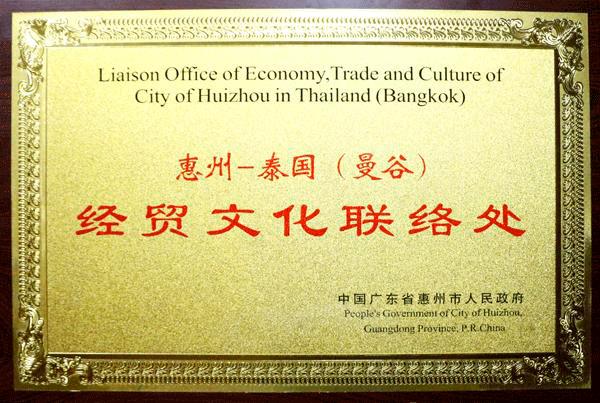 Liaison Office of Economy,Trade and Culture of
City of Huizhou in Thailand (Bangkok)
惠州–泰国（曼谷）
经贸文化联络处
中国广东省惠州市人民政府
People's Government of City of Huizhou,
Guangdong Province, P.R.China